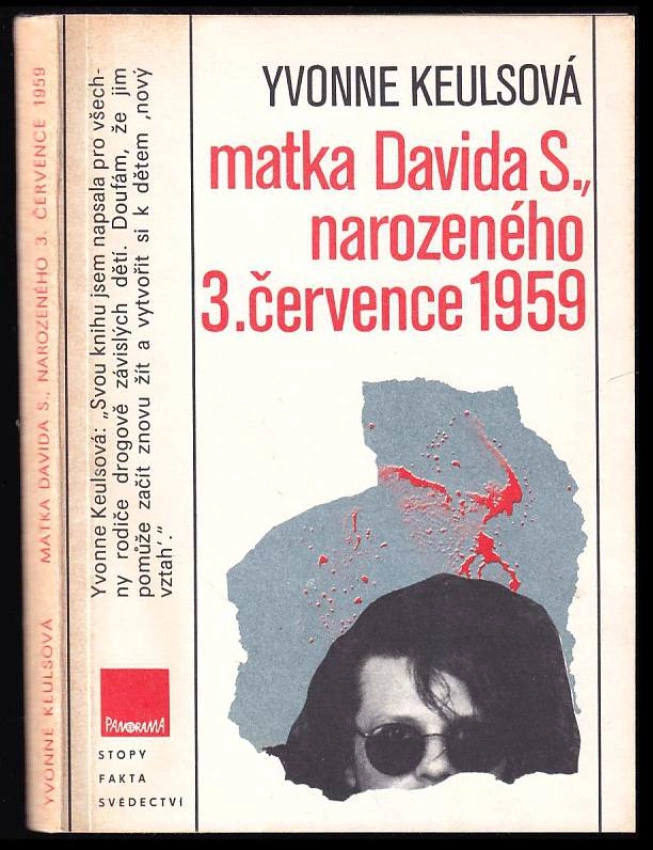 YVONNE KEULSOVÁ MATKA DAVIDA S., NAROZENÉHO 3. ČERVENCE 1959
Yvonne Keulsová: „Svou knihu jsem napsala pro všech-
ny rodiče drogově závislých dětí. Doufám, že jim
pomůže začít znovu žít a vytvořit si k dětem ‚nový
vztah‘.“
PANORAMA
STOPY
FAKTA
SVĚDECTVÍ
YVONNE KEULSOVÁ
matka Davida S.,
narozeného
3. července 1959